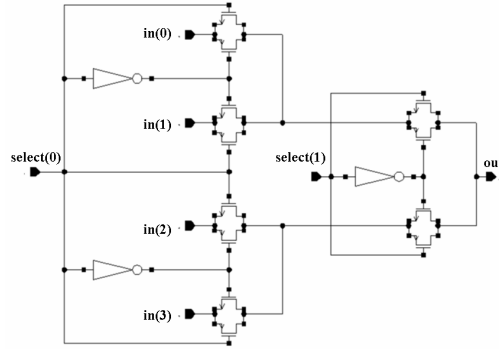 in(0)
in(1)
select(0)
select(1)
ou
in(2)
in(3)